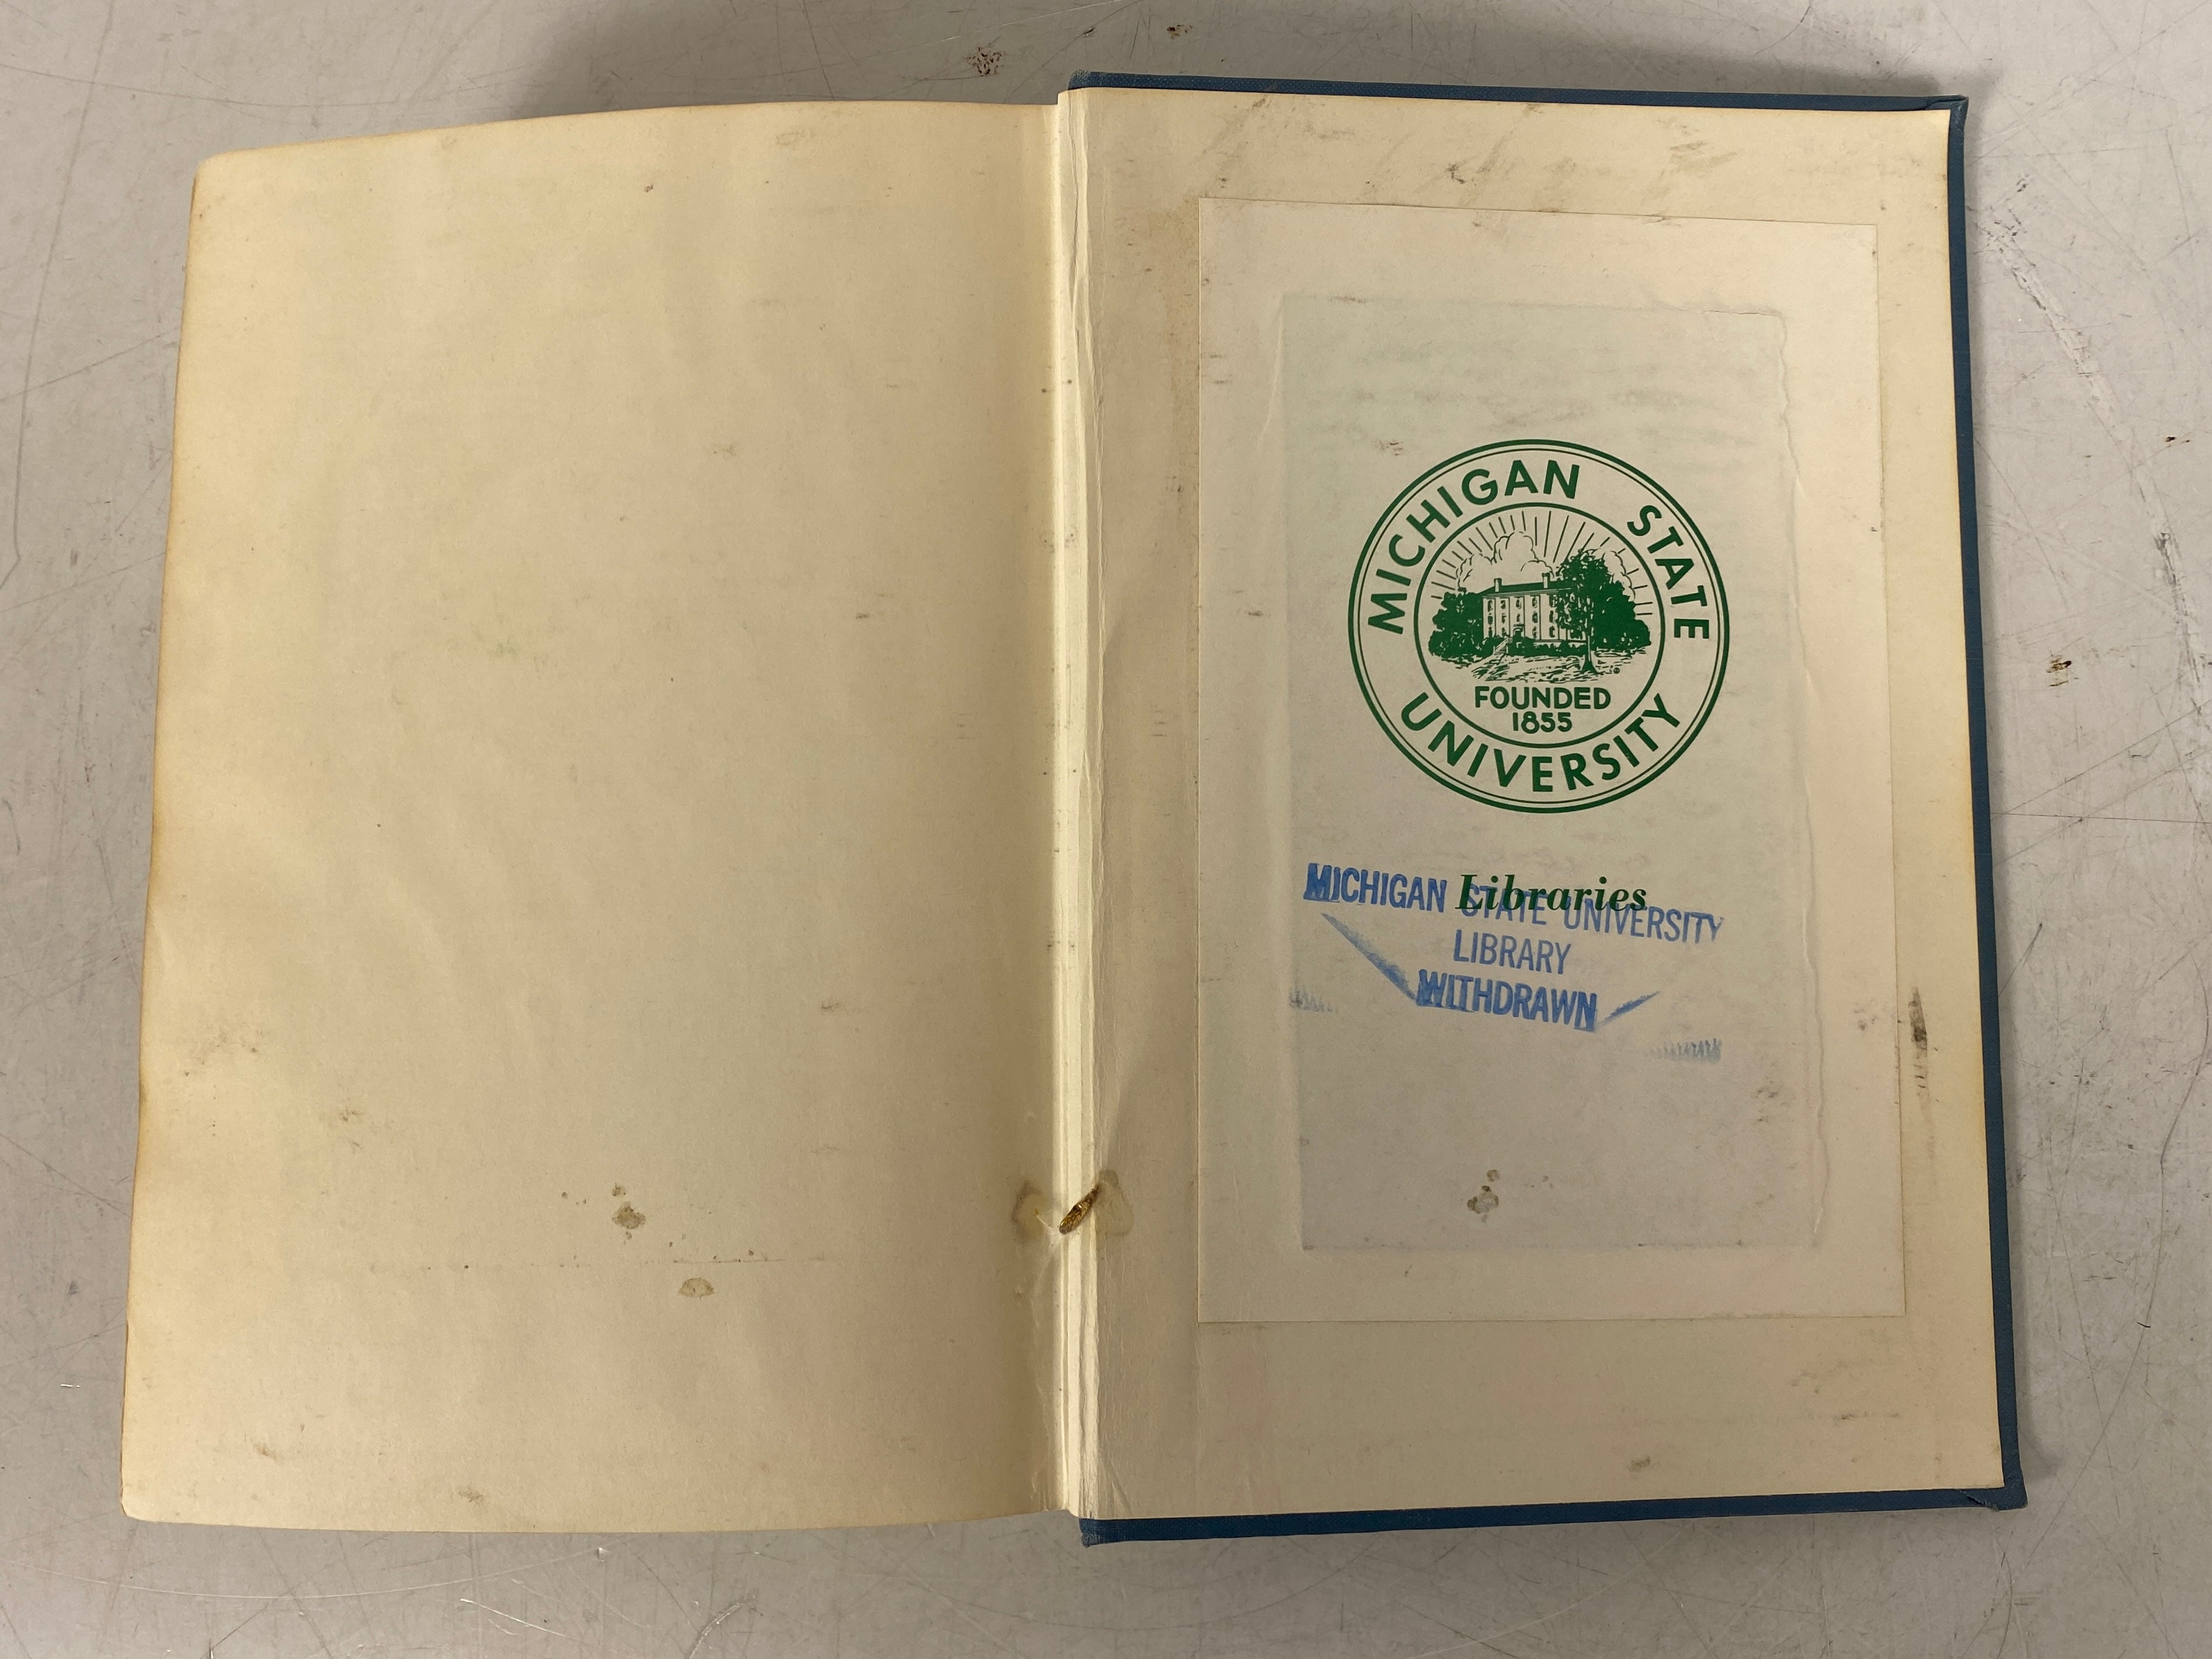 MICHIGAN STATE
UNIVERSITY
FOUNDED
1855
Libraries
MICHIGAN STATE UNIVERSITY
LIBRARY
WITHDRAWN